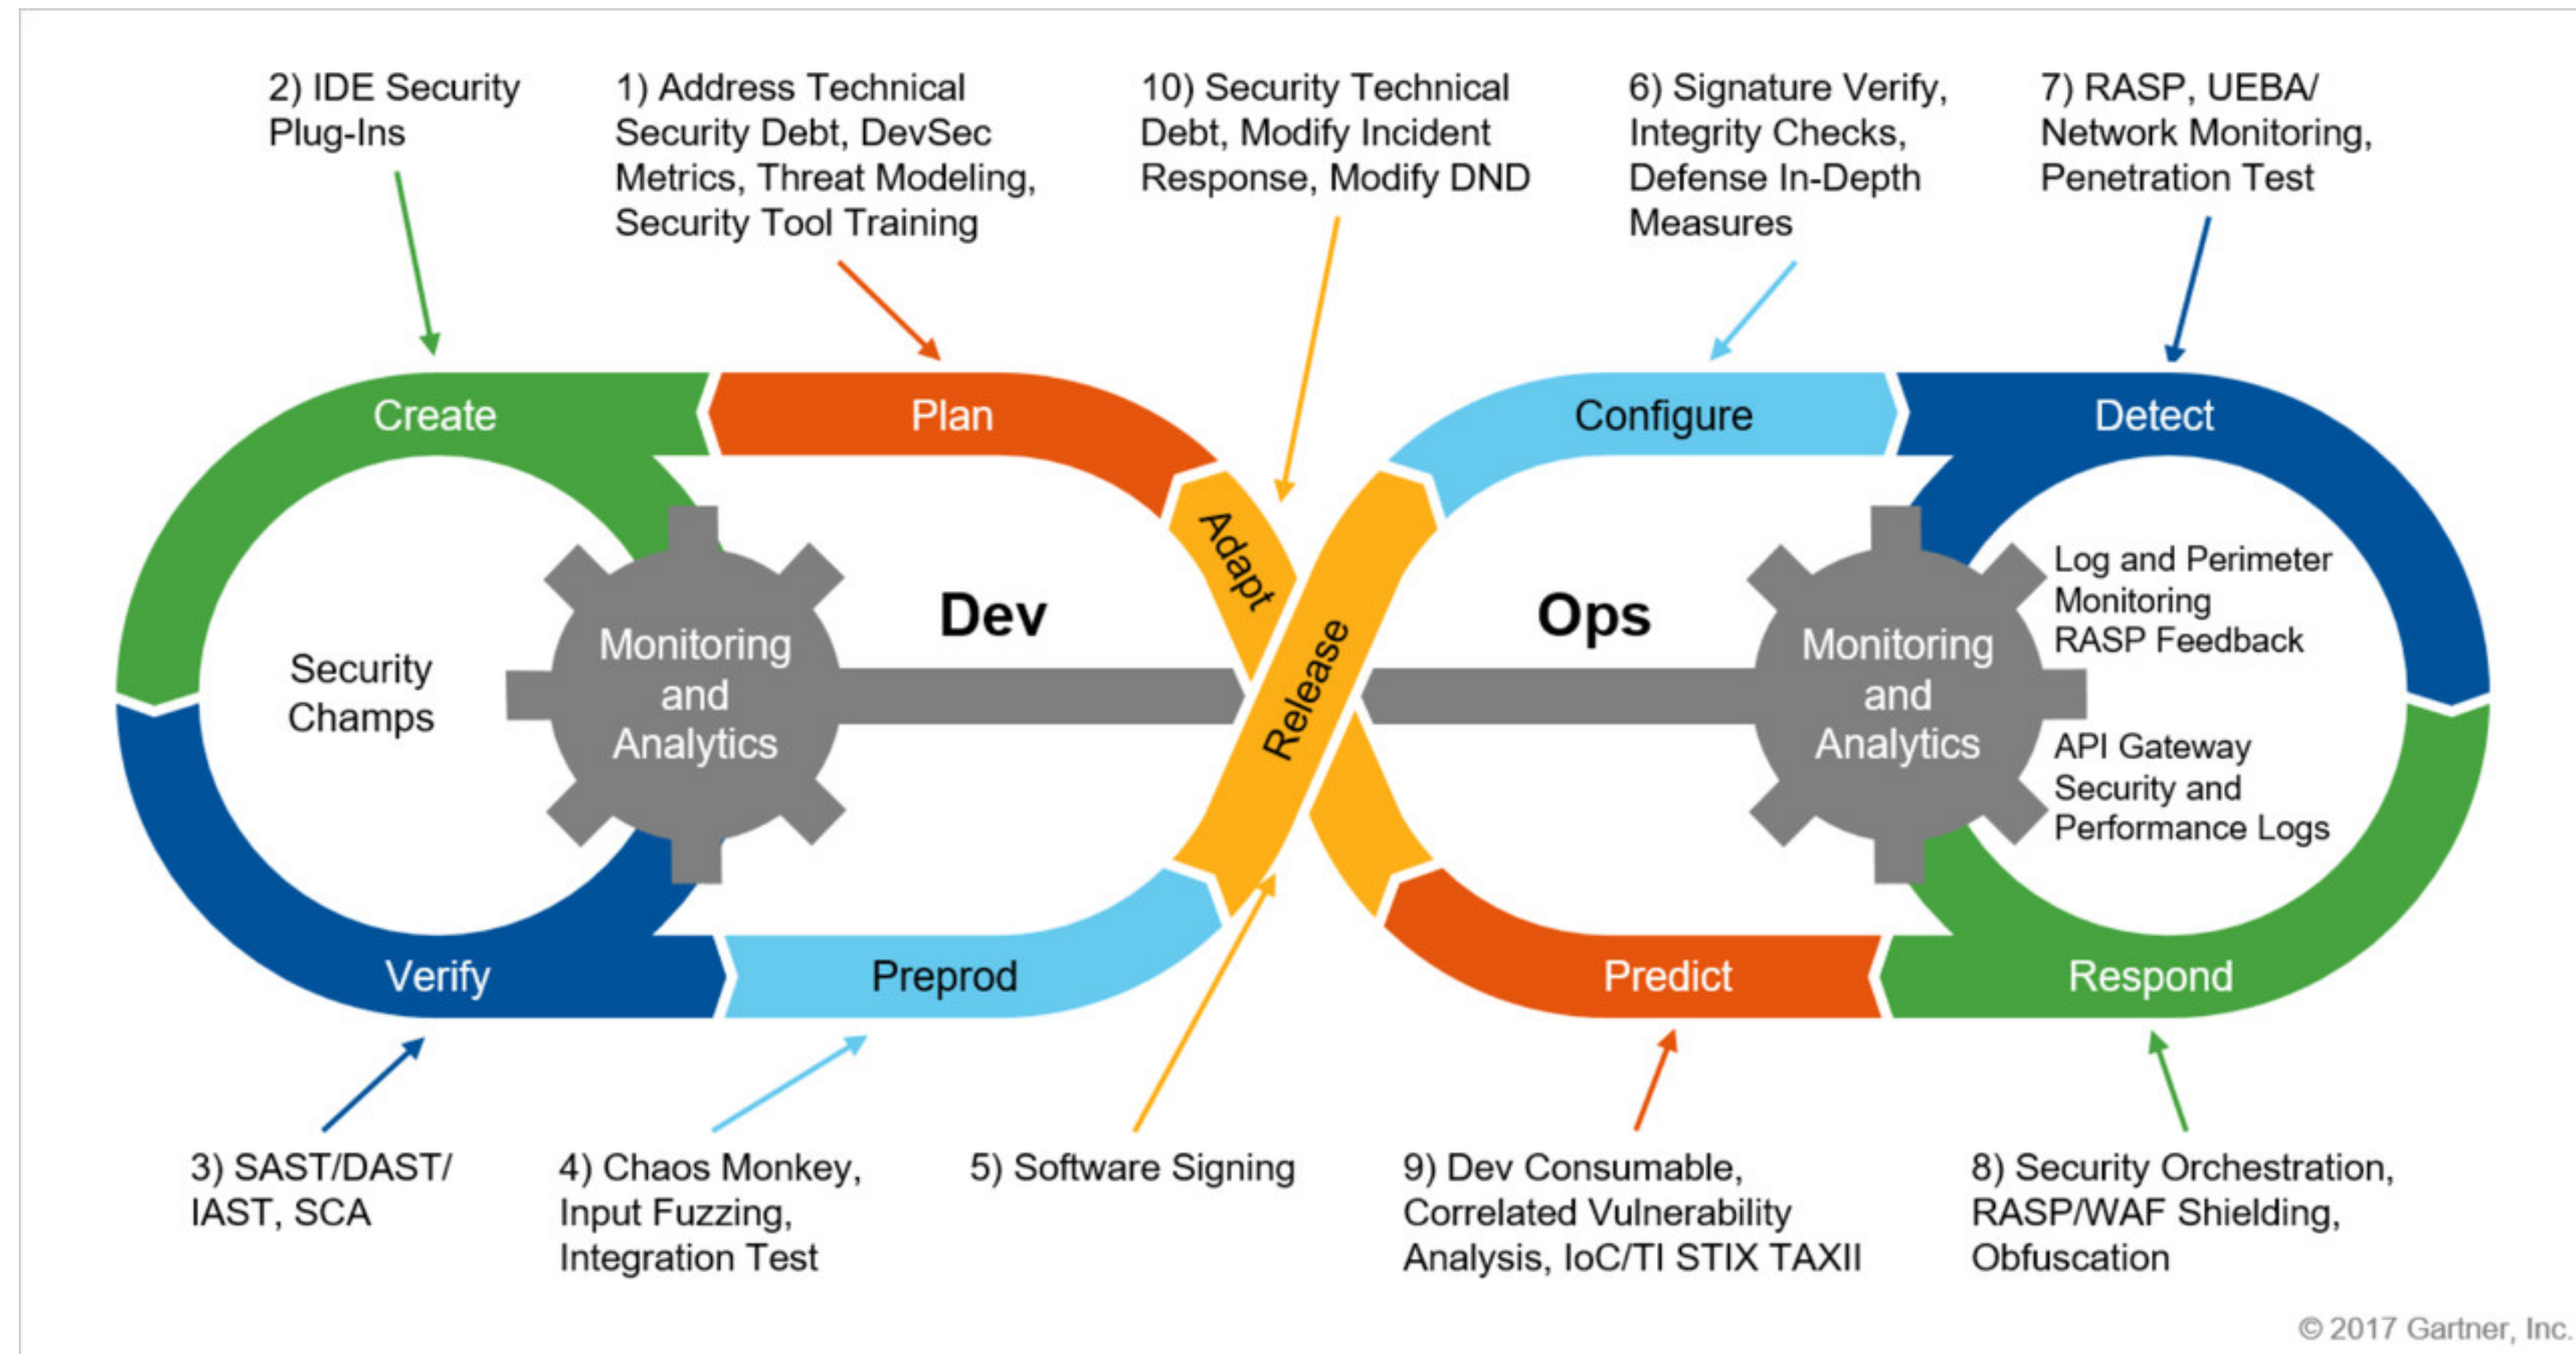 2) IDE Security
Plug-Ins
1) Address Technical
Security Debt, DevSec
Metrics, Threat Modeling,
Security Tool Training
10) Security Technical
Debt, Modify Incident
Response, Modify DND
6) Signature Verify,
Integrity Checks,
Defense In-Depth
Measures
7) RASP, UEBA/
Network Monitoring,
Penetration Test
Create
Plan
Adapt
Configure
Detect
Security
Champs
Monitoring
and
Analytics
Dev
Release
Ops
Monitoring
and
Analytics
Log and Perimeter
Monitoring
RASP Feedback
API Gateway
Security and
Performance Logs
Verify
Preprod
Predict
Respond
3) SAST/DAST/
IAST, SCA
4) Chaos Monkey,
Input Fuzzing,
Integration Test
5) Software Signing
9) Dev Consumable,
Correlated Vulnerability
Analysis, IoC/TI STIX TAXII
8) Security Orchestration,
RASP/WAF Shielding,
Obfuscation
© 2017 Gartner, Inc.